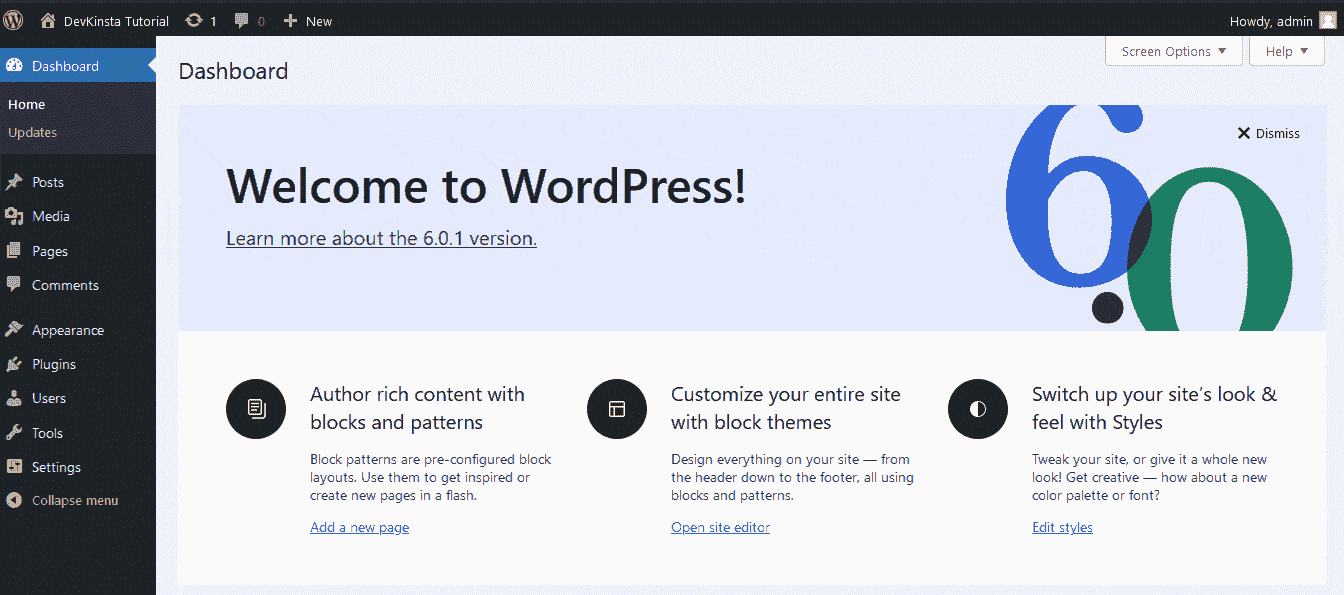 DevKinsta Tutorial 1 0 New Howdy, admin
Dashboard
Home
Updates
Posts
Media
Pages
Comments
Appearance
Plugins
Users
Tools
Settings
Collapse menu
Screen Options Help
Dashboard
6.0
Dismiss
Welcome to WordPress!
Learn more about the 6.0.1 version.
Author rich content with
blocks and patterns
Block patterns are pre-configured block
layouts. Use them to get inspired or
create new pages in a flash.
Add a new page
Customize your entire site
with block themes
Design everything on your site — from
the header down to the footer, all using
blocks and patterns.
Open site editor
Switch up your site’s look &
feel with Styles
Tweak your site, or give it a whole new
look! Get creative — how about a new
color palette or font?
Edit styles